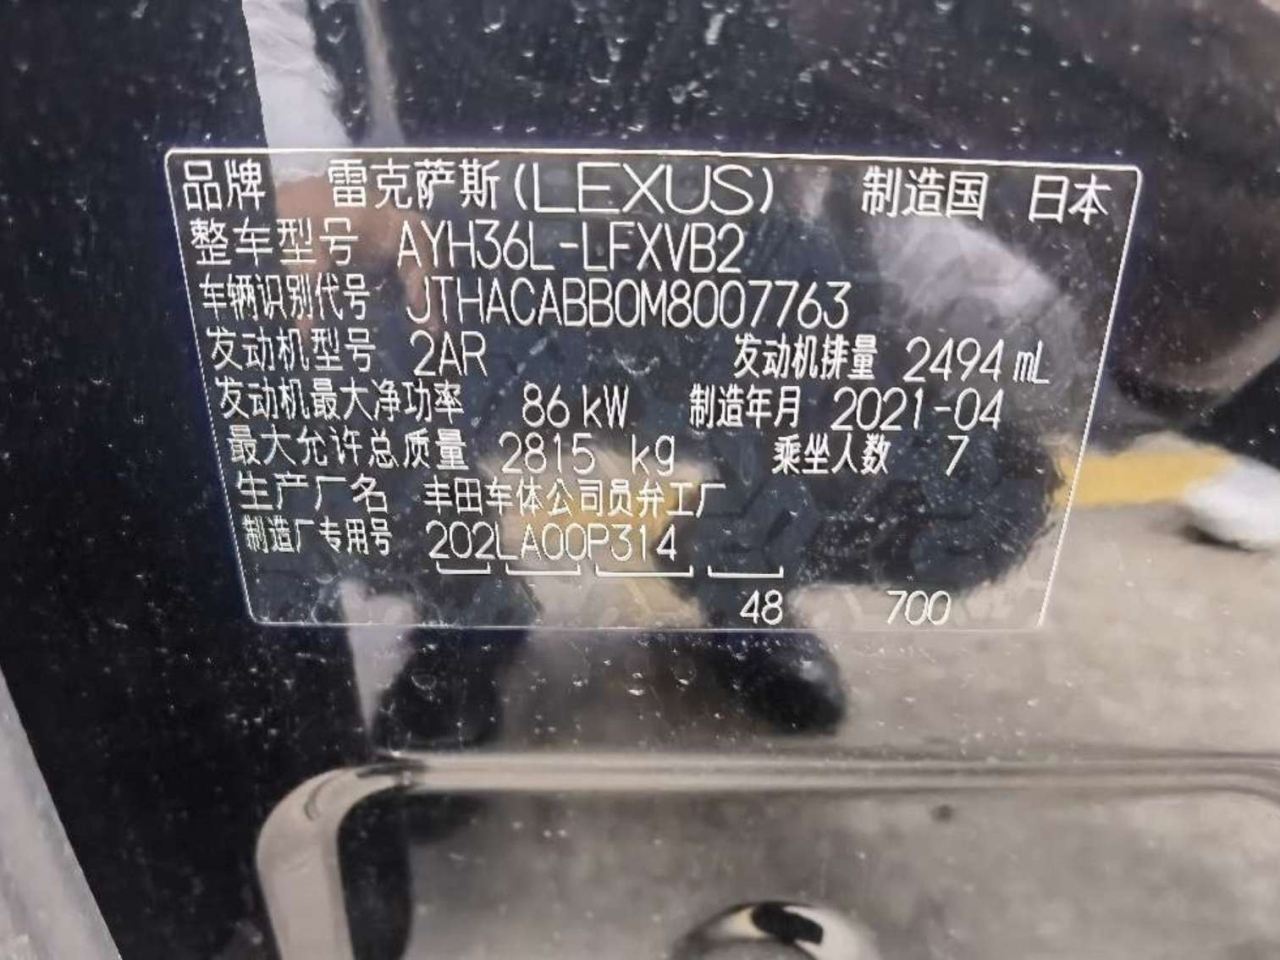 品牌 雷克萨斯(LEXUS) 制造国 日本
整车型号 AYH36L-LFXVB2
车辆识别代号 JTHACABB0M8007763
发动机型号 2AR 发动机排量 2494 mL
发动机最大净功率 86 kW 制造年月 2021-04
最大允许总质量 2815 kg 乘坐人数 7
生产厂名 丰田车体公司员弁工厂
制造厂专用号 202LA00P314
48 700